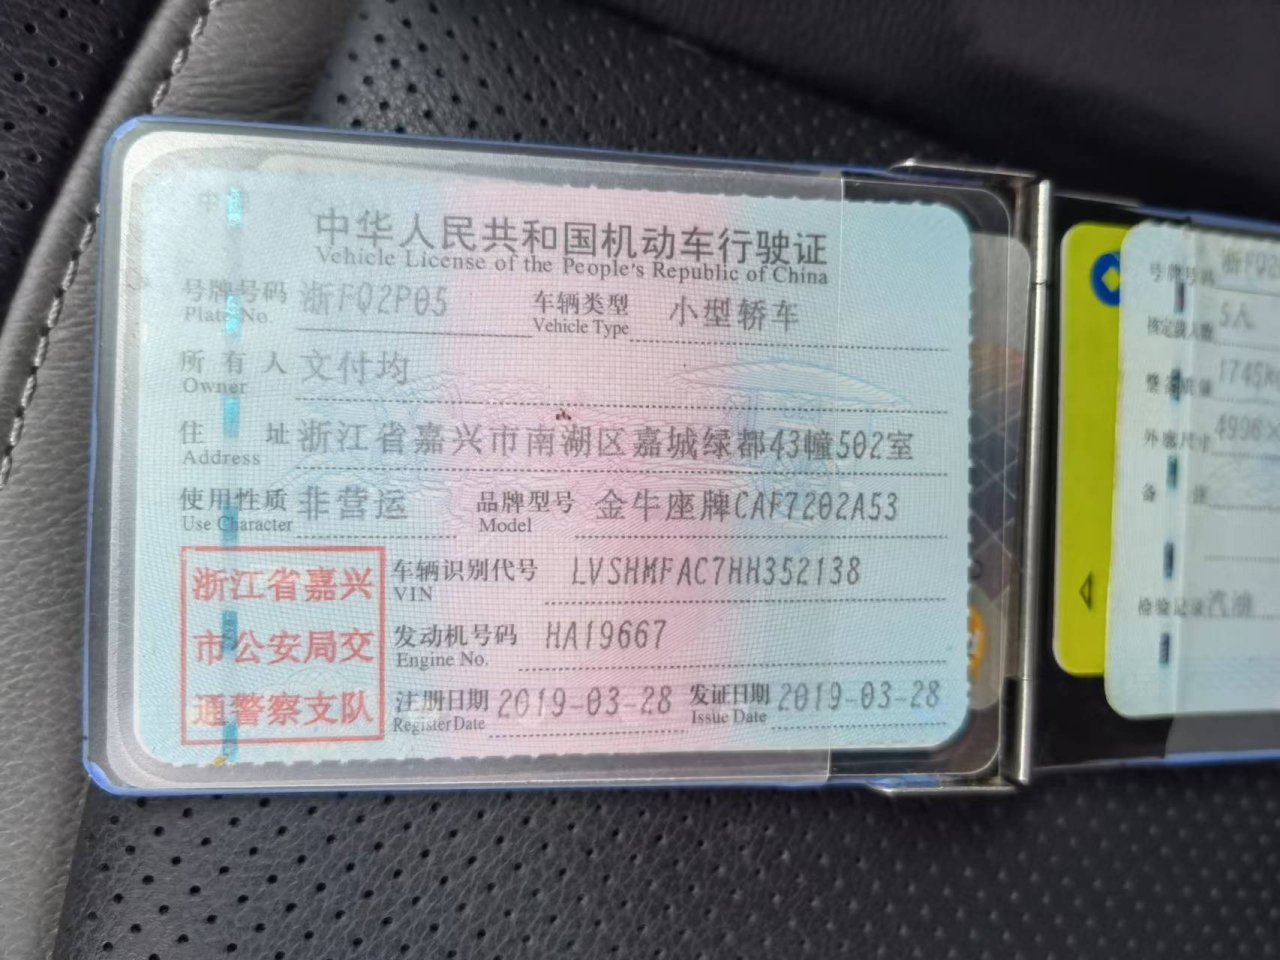 中华人民共和国机动车行驶证
Vehicle License of the People's Republic of China
号牌号码 浙FQ2P05 车辆类型 小型轿车
Plate No. Vehicle Type
所有人 文付均
Owner
住址 浙江省嘉兴市南湖区嘉城绿都43幢502室
Address
使用性质 非营运 品牌型号 金牛座牌CAF7202A53
Use Character Model
浙江省嘉兴
市公安局交
通警察支队
车辆识别代号 LVSHMFAC7HH352138
VIN
发动机号码 HA19667
Engine No.
注册日期 2019-03-28 发证日期 2019-03-28
Register Date Issue Date
号牌号码 浙FQ2
核定载人数 5人
整备质量 1745K
外廓尺寸 4996×
备注
检验记录 汽油